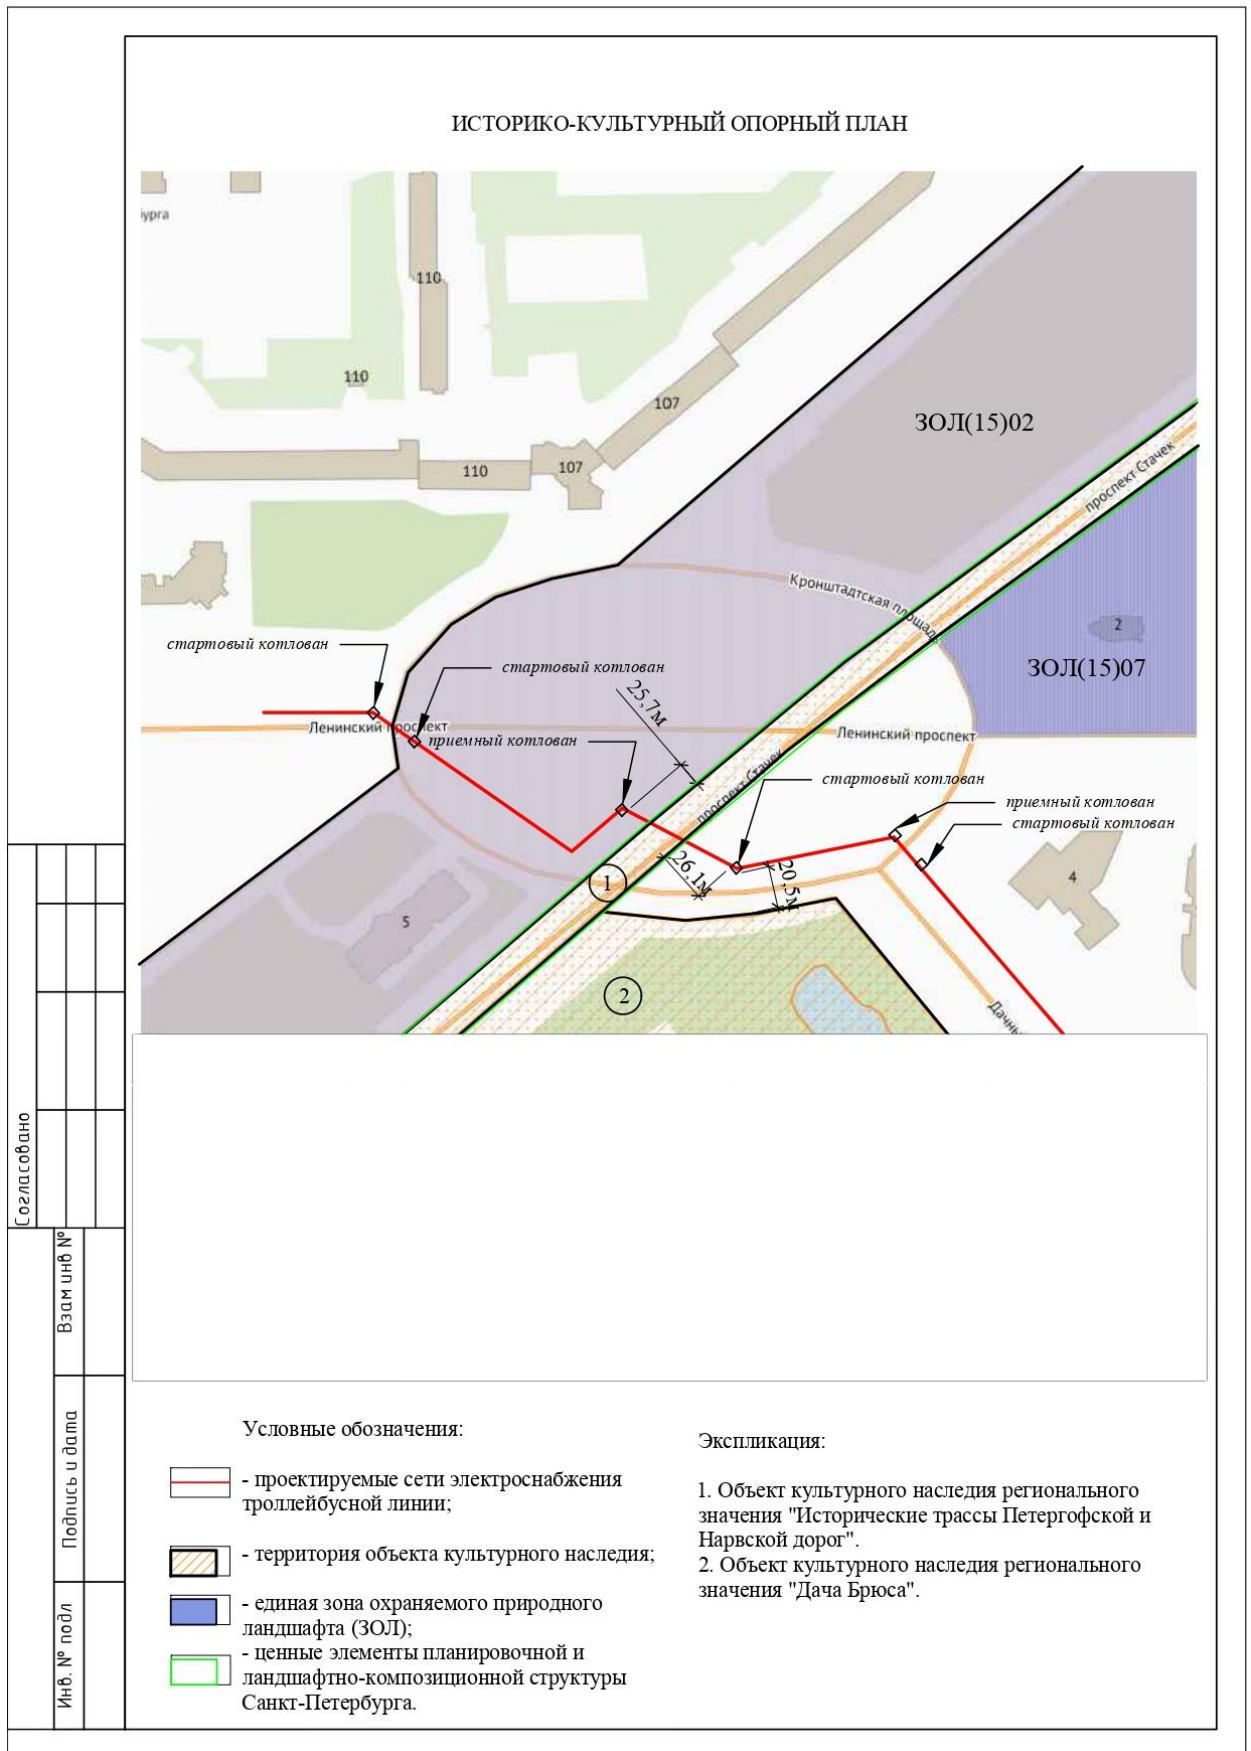 ИСТОРИКО-КУЛЬТУРНЫЙ ОПОРНЫЙ ПЛАН
бурга
110
110
107
110
107
ЗОЛ(15)02
проспект Стачек
Кронштадтская площадь
2
ЗОЛ(15)07
стартовый котлован
стартовый котлован
25,7м
Ленинский проспект
приемный котлован
Ленинский проспект
проспект Стачек
стартовый котлован
приемный котлован
стартовый котлован
26,1м
20,5м
1
4
5
2
Дачны
Согласовано
Взам инв №
Подпись и дата
Инв. № подл
Условные обозначения:
- проектируемые сети электроснабжения
троллейбусной линии;
- территория объекта культурного наследия;
- единая зона охраняемого природного
ландшафта (ЗОЛ);
- ценные элементы планировочной и
ландшафтно-композиционной структуры
Санкт-Петербурга.
Экспликация:
1. Объект культурного наследия регионального
значения "Исторические трассы Петергофской и
Нарвской дорог".
2. Объект культурного наследия регионального
значения "Дача Брюса".